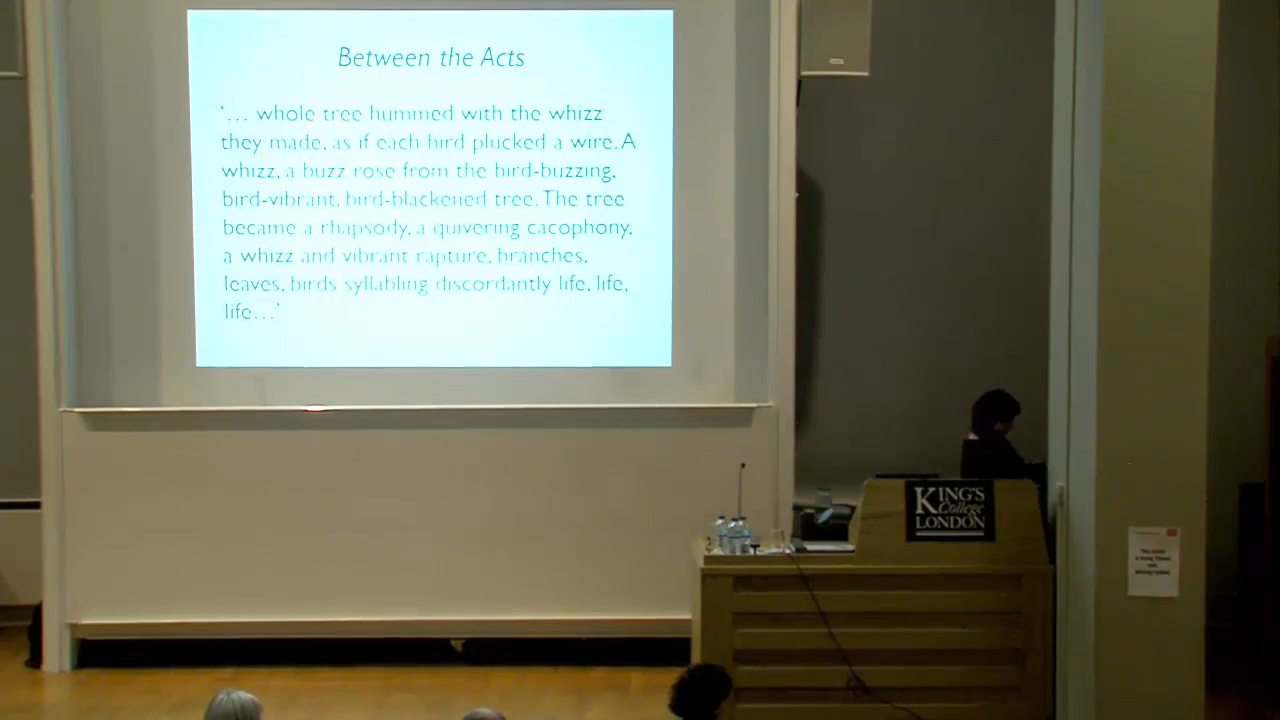 Between the Acts
‘… whole tree hummed with the whizz
they made, as if each bird plucked a wire. A
whizz, a buzz rose from the bird-buzzing,
bird-vibrant, bird-blackened tree. The tree
became a rhapsody, a quivering cacophony,
a whizz and vibrant rapture, branches,
leaves, birds syllabling discordantly life, life,
life…’
KING'S
College
LONDON